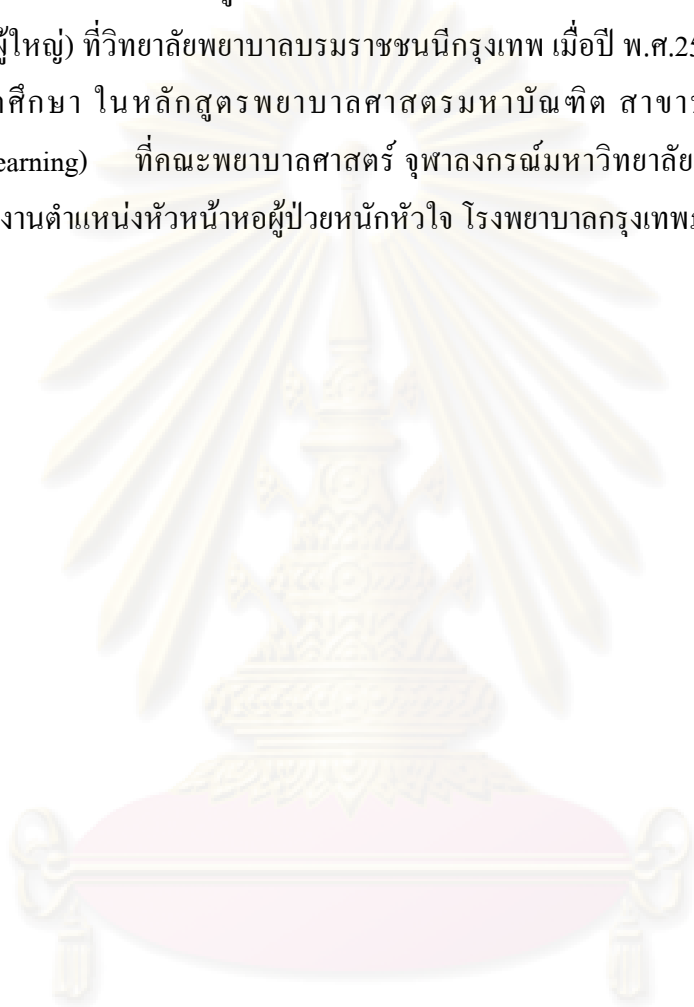 ผู้ใหญ่) ที่วิทยาลัยพยาบาลบรมราชชนนีกรุงเทพ เมื่อปี พ.ศ.25
ศึกษา ในหลักสูตรพยาบาลศาสตรมหาบัณฑิต
earning) ที่คณะพยาบาลศาสตร์ จุฬาลงกรณ์มหาวิทยาลัย
งานตำแหน่งหัวหน้าหอผู้ป่วยหนักหัวใจ โรงพยาบาลกรุงเทพ